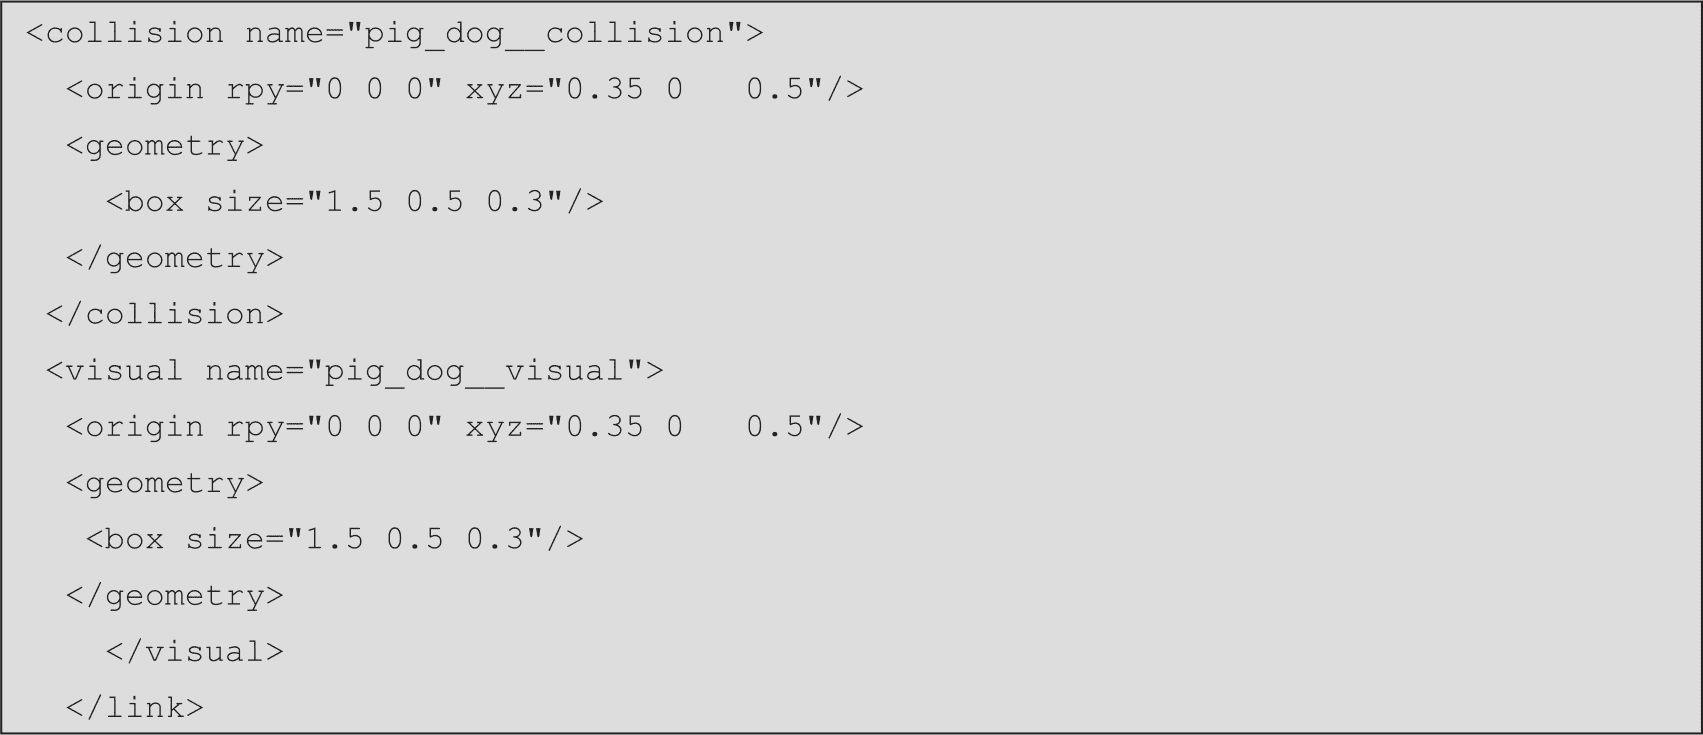 <collision name="pig_dog__collision">
  <origin rpy="0 0 0" xyz="0.35 0   0.5"/>
  <geometry>
    <box size="1.5 0.5 0.3"/>
  </geometry>
 </collision>
 <visual name="pig_dog__visual">
  <origin rpy="0 0 0" xyz="0.35 0   0.5"/>
  <geometry>
   <box size="1.5 0.5 0.3"/>
  </geometry>
    </visual>
  </link>